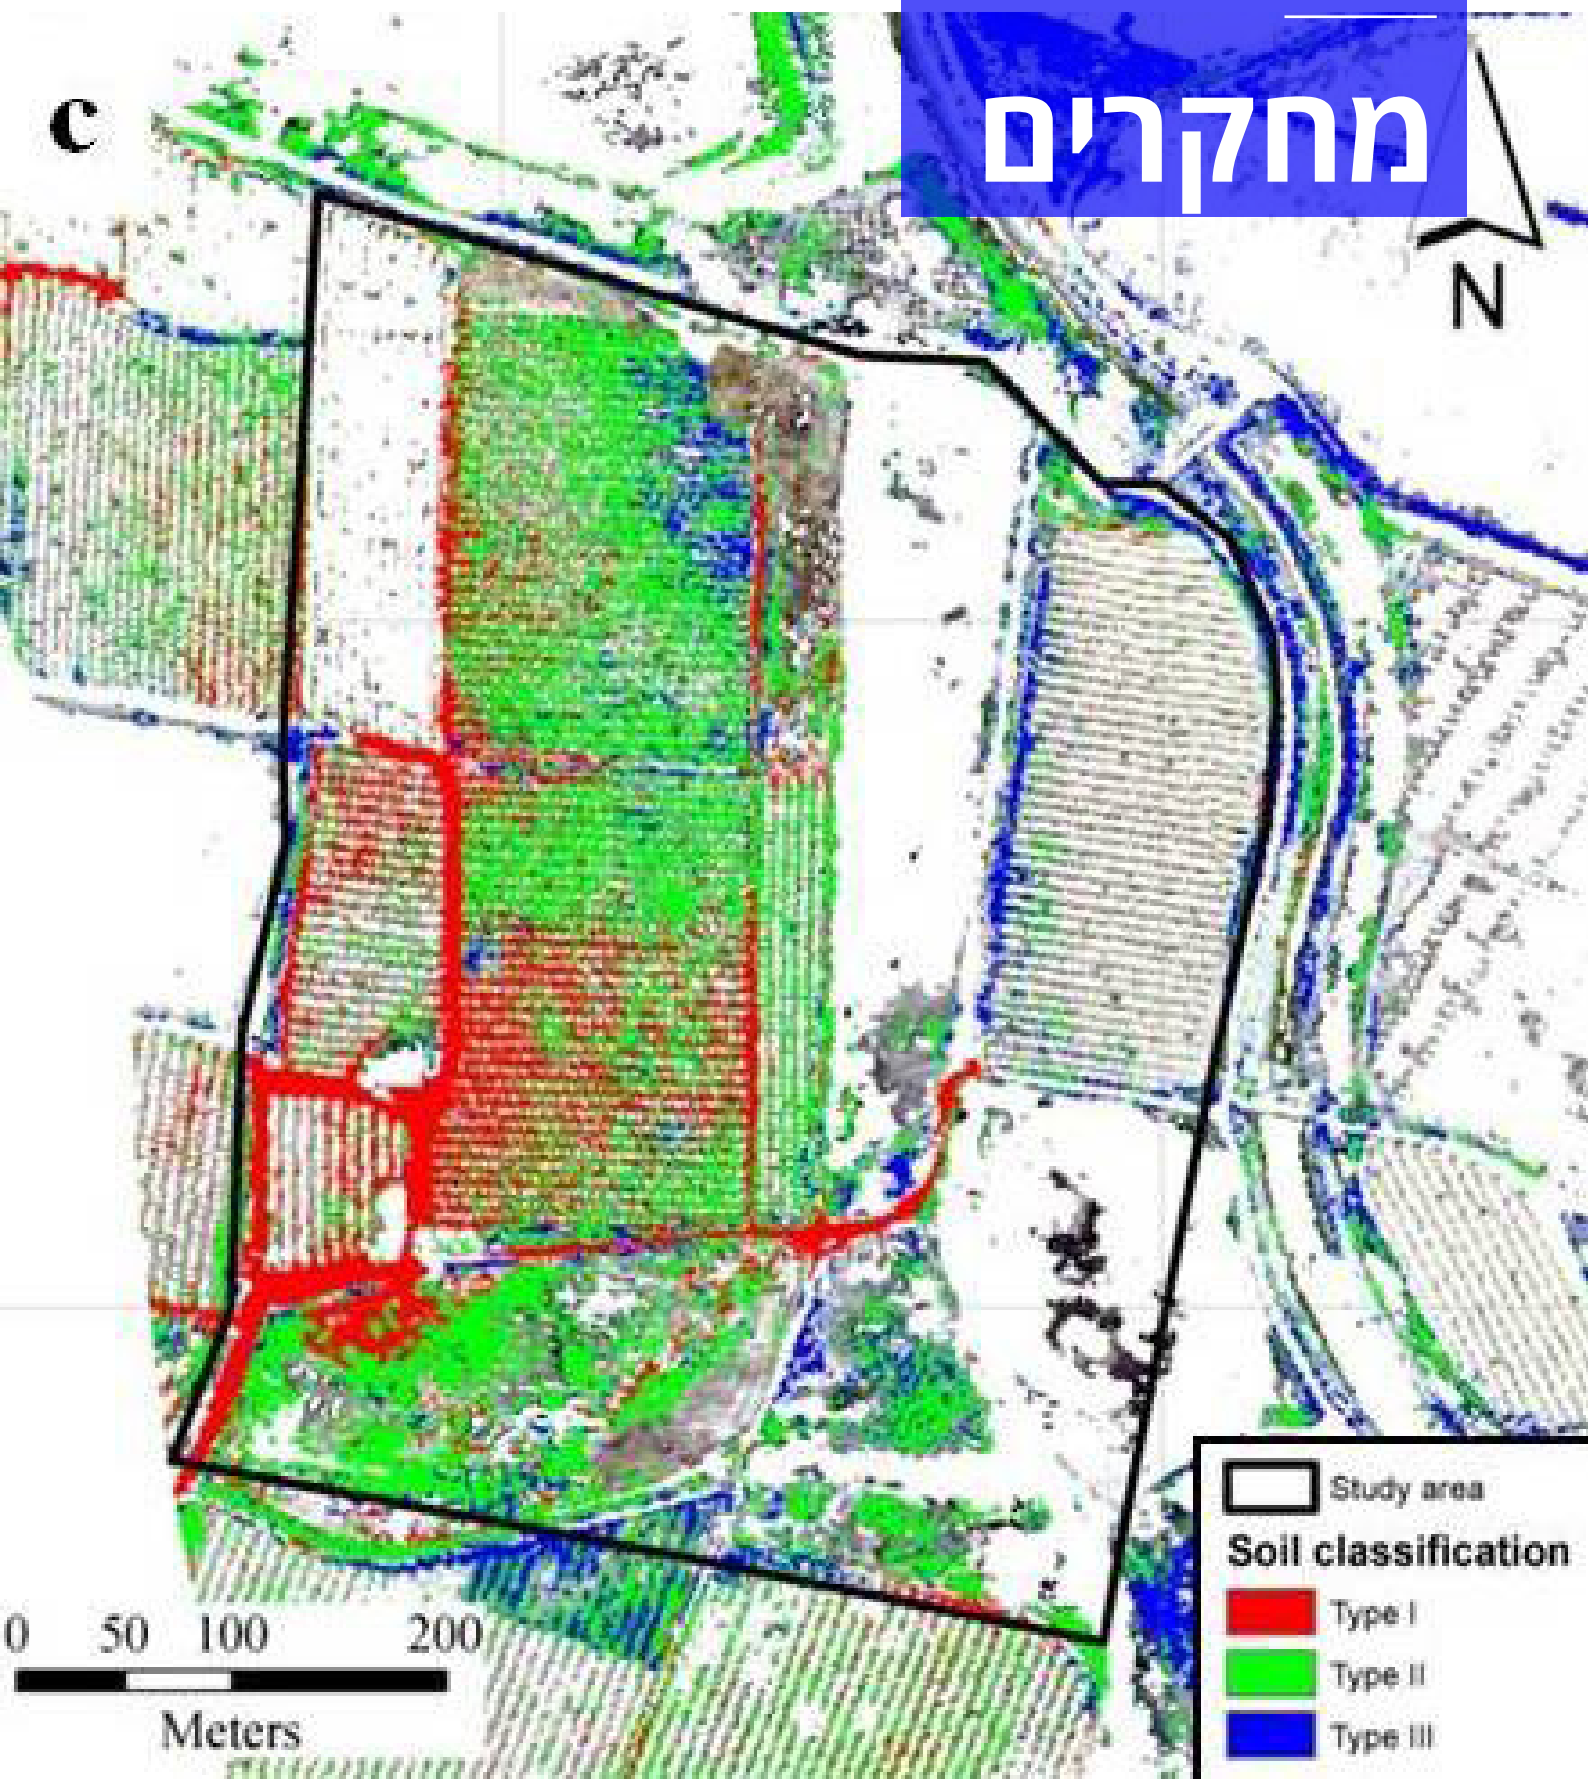 מחקרים
c
N
Study area
Soil classification
Type I
Type II
Type III
0 50 100 200
Meters